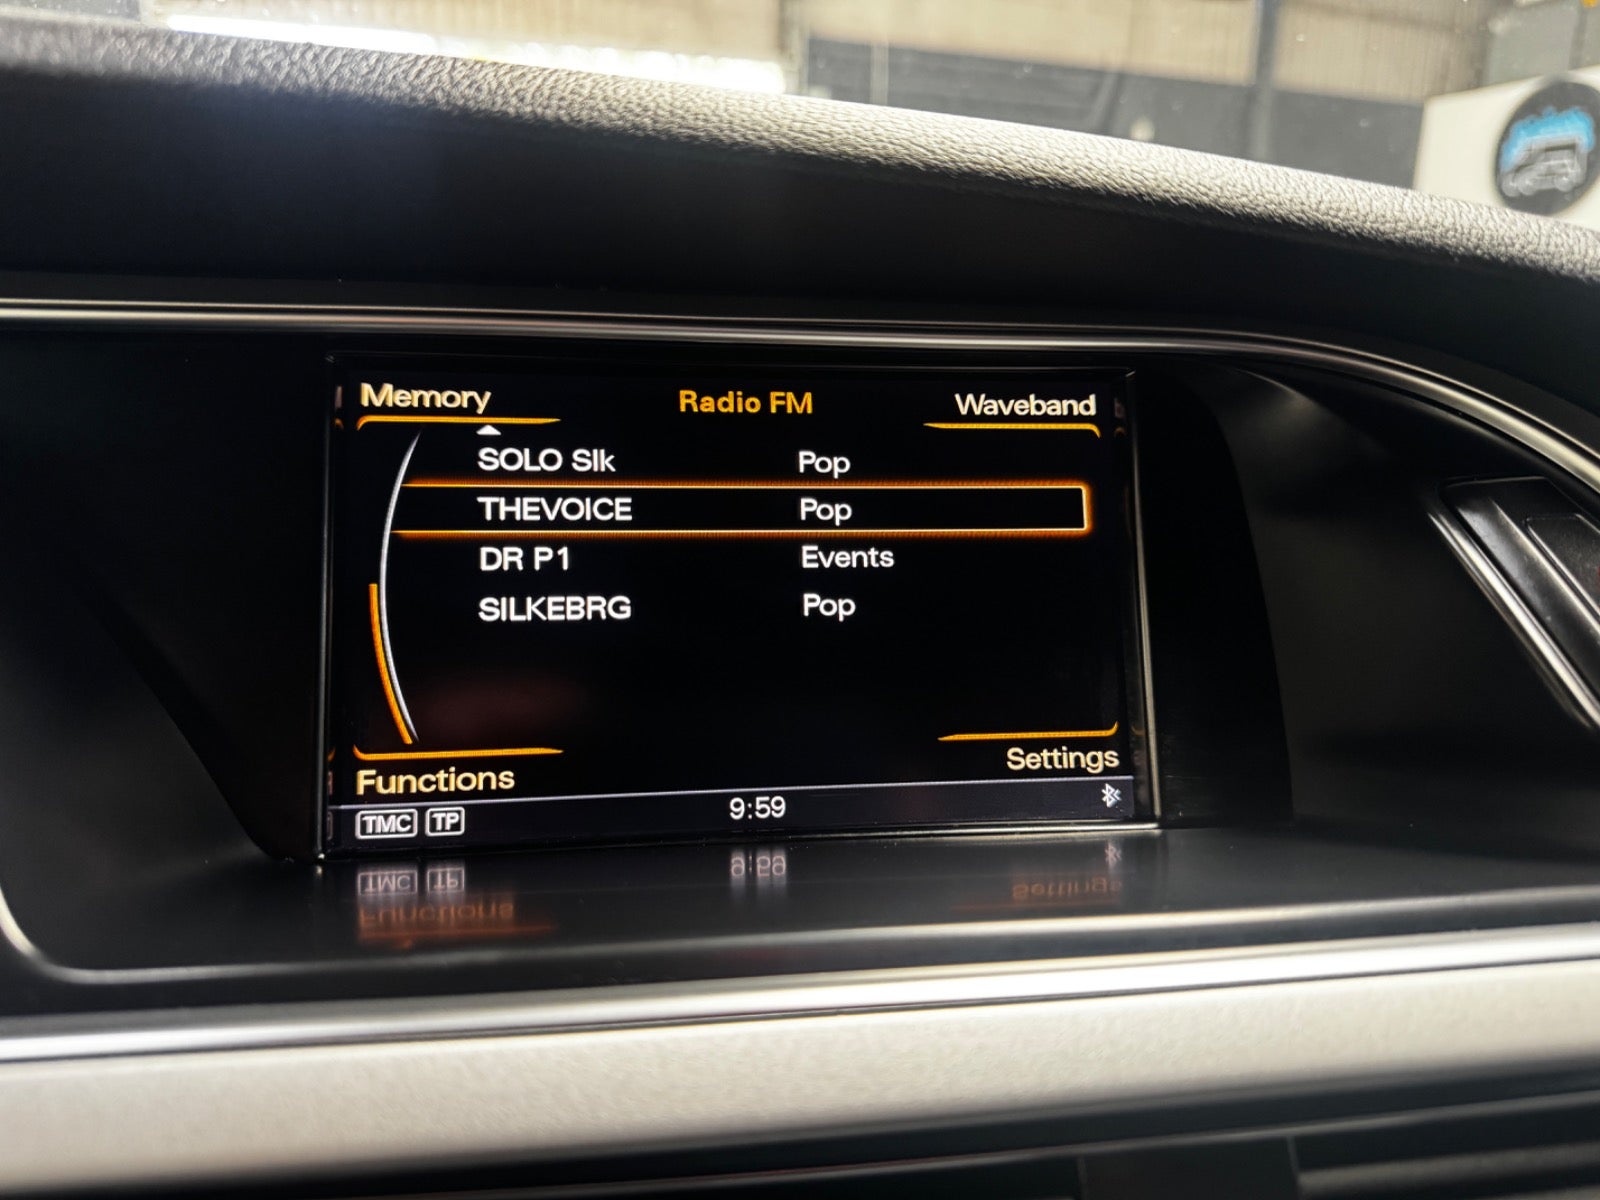 Memory Radio FM Waveband
SOLO Slk Pop
THEVOICE Pop
DR P1 Events
SILKEBRG Pop
Functions Settings
TMC TP 9:59